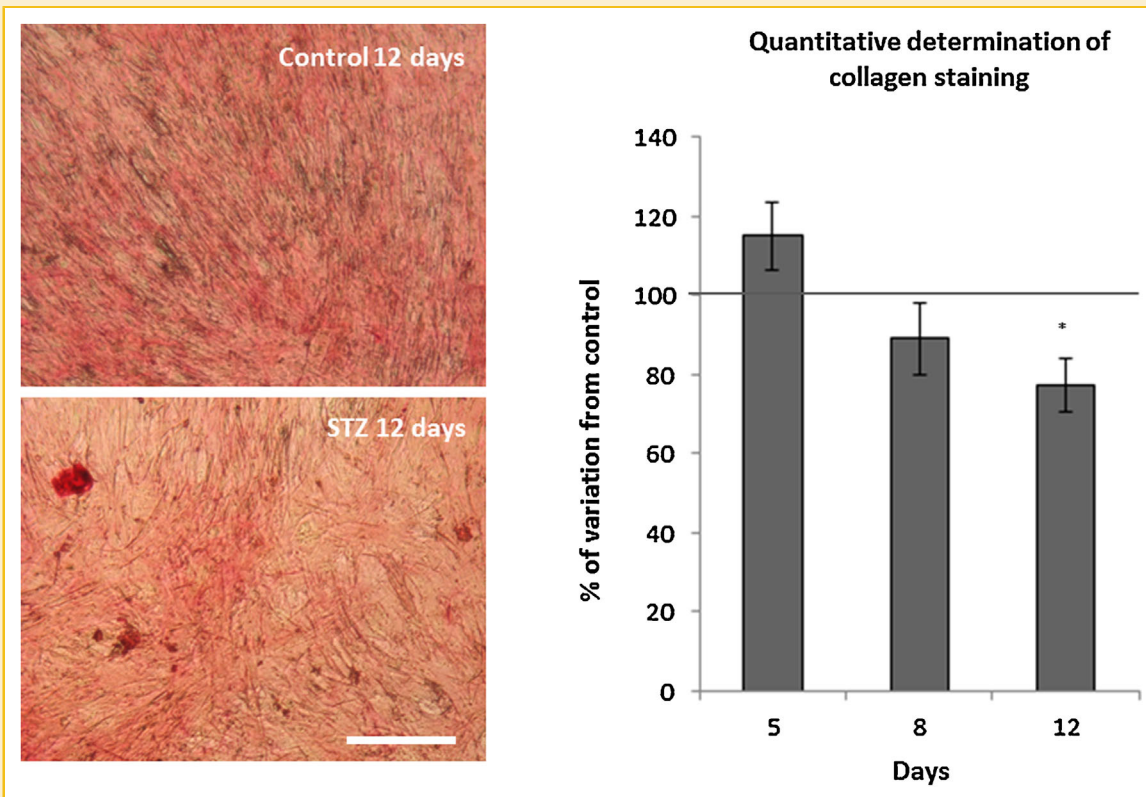 Control 12 days
STZ 12 days
Quantitative determination of
collagen staining
% of variation from control
140
120
100
80
60
40
20
0
*
5
8
12
Days